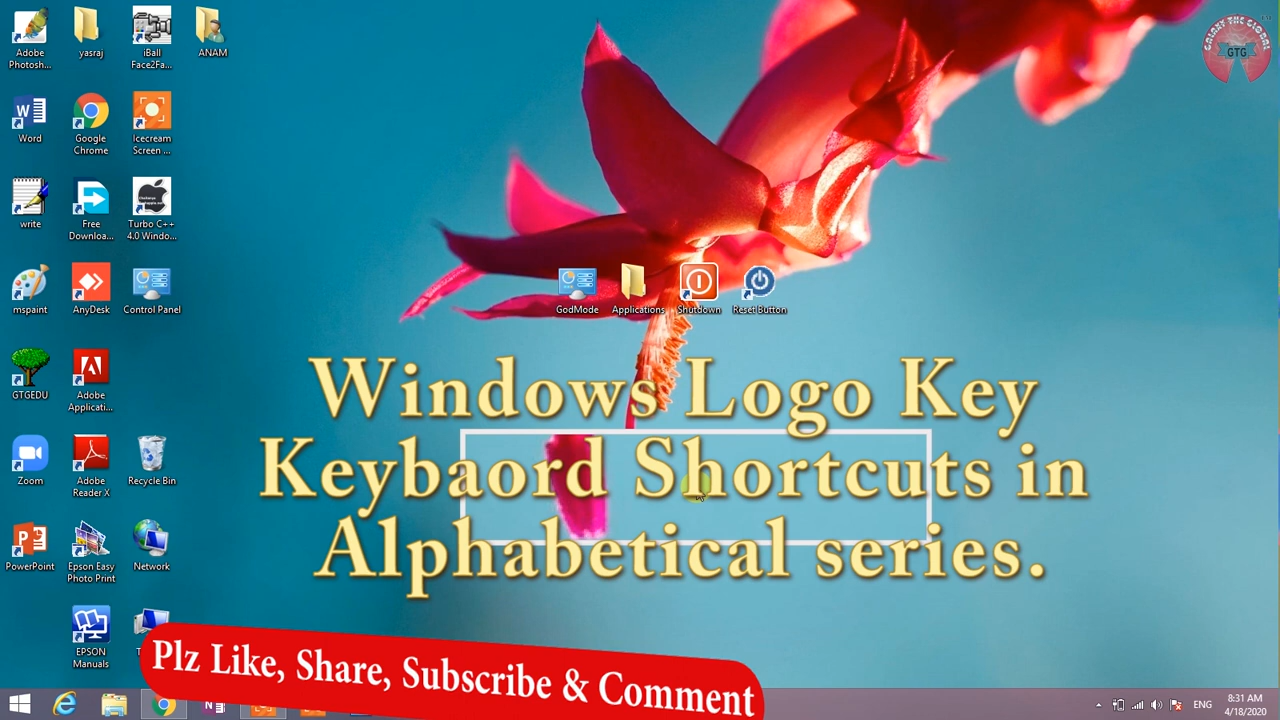 Adobe
Photosh...
yasraj
iBall
Face2Fa...
ANAM
GALAXY THE GLOBAL
GTG
Word
Google
Chrome
Icecream
Screen ...
write
Free
Downloa...
Turbo C++
4.0 Windo...
mspaint
AnyDesk
Control Panel
GodMode
Applications
Shutdown
Reset Button
GTGEDU
Adobe
Applicati...
Windows Logo Key
Keybaord Shortcuts in
Alphabetical series.
Zoom
Adobe
Reader X
Recycle Bin
PowerPoint
Epson Easy
Photo Print
Network
EPSON
Manuals
Plz Like, Share, Subscribe & Comment
ENG
8:31 AM
4/18/2020